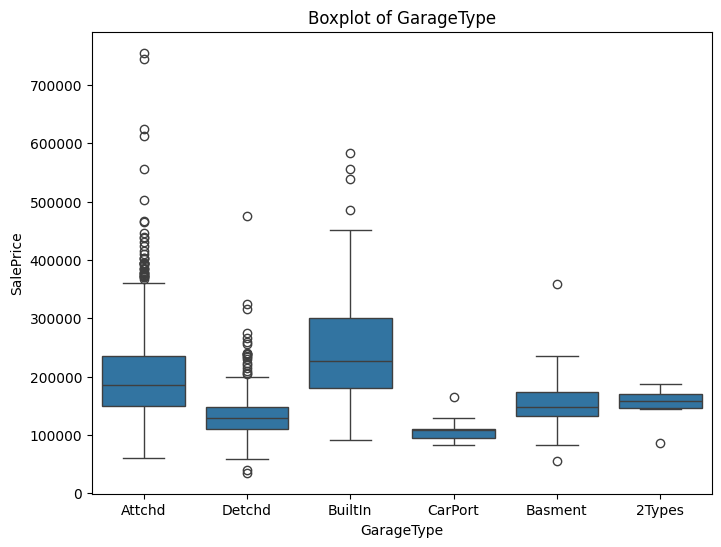 Boxplot of GarageType
SalePrice
700000
600000
500000
400000
300000
200000
100000
0
Attchd Detchd BuiltIn CarPort Basment 2Types
GarageType